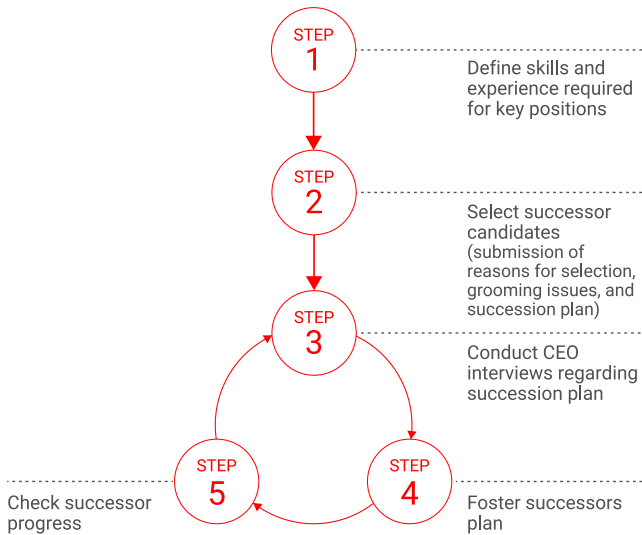 STEP
1
Define skills and
experience required
for key positions
STEP
2
Select successor
candidates
(submission of
reasons for selection,
grooming issues, and
succession plan)
STEP
3
Conduct CEO
interviews regarding
succession plan
STEP
5
Check successor
progress
STEP
4
Foster successors
plan